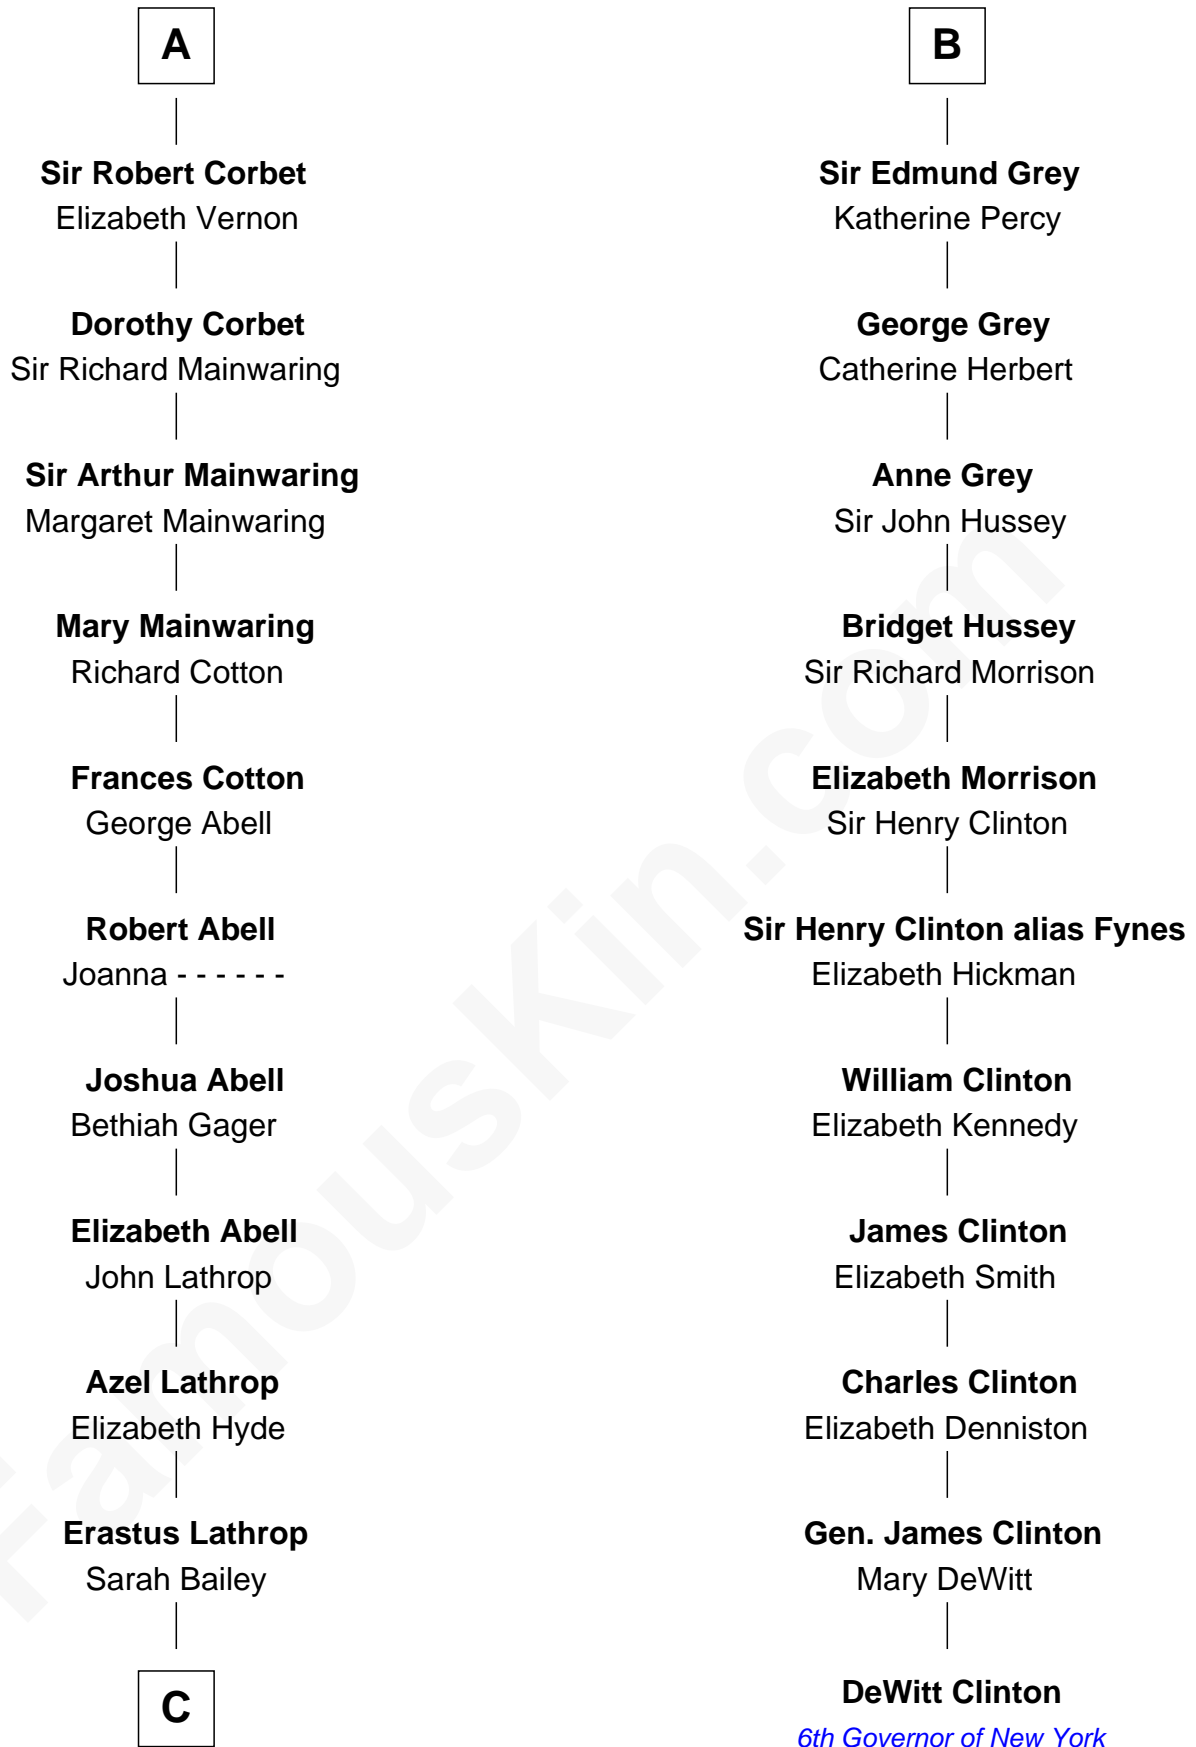 A
Sir Robert Corbet
Elizabeth Vernon
Dorothy Corbet
Sir Richard Mainwaring
Sir Arthur Mainwaring
Margaret Mainwaring
Mary Mainwaring
Richard Cotton
Frances Cotton
George Abell
Robert Abell
Joanna - - - - - -
Joshua Abell
Bethiah Gager
Elizabeth Abell
John Lathrop
Azel Lathrop
Elizabeth Hyde
Erastus Lathrop
Sarah Bailey
C
B
Sir Edmund Grey
Katherine Percy
George Grey
Catherine Herbert
Anne Grey
Sir John Hussey
Bridget Hussey
Sir Richard Morrison
Elizabeth Morrison
Sir Henry Clinton
Sir Henry Clinton alias Fynes
Elizabeth Hickman
William Clinton
Elizabeth Kennedy
James Clinton
Elizabeth Smith
Charles Clinton
Elizabeth Denniston
Gen. James Clinton
Mary DeWitt
DeWitt Clinton
6th Governor of New York
FamousKin.com